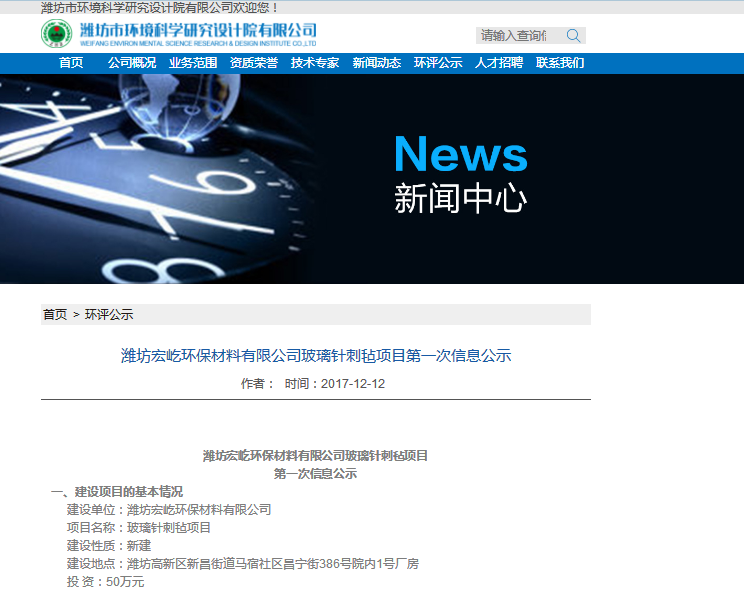 潍坊市环境科学研究设计院有限公司欢迎您！
潍坊市环境科学研究设计院有限公司
WEIFANG ENVIRON MENTAL SCIENCE RESEARCH & DESIGN INSTITUTE CO.,LTD
请输入查询价
首页 公司概况 业务范围 资质荣誉 技术专家 新闻动态 环评公示 人才招聘 联系我们
News
新闻中心
首页 > 环评公示
潍坊宏屹环保材料有限公司玻璃针刺毡项目第一次信息公示
作者： 时间：2017-12-12
潍坊宏屹环保材料有限公司玻璃针刺毡项目
第一次信息公示
一、建设项目的基本情况
建设单位：潍坊宏屹环保材料有限公司
项目名称：玻璃针刺毡项目
建设性质：新建
建设地点：潍坊高新区新昌街道马宿社区昌宁街386号院内1号厂房
投 资：50万元